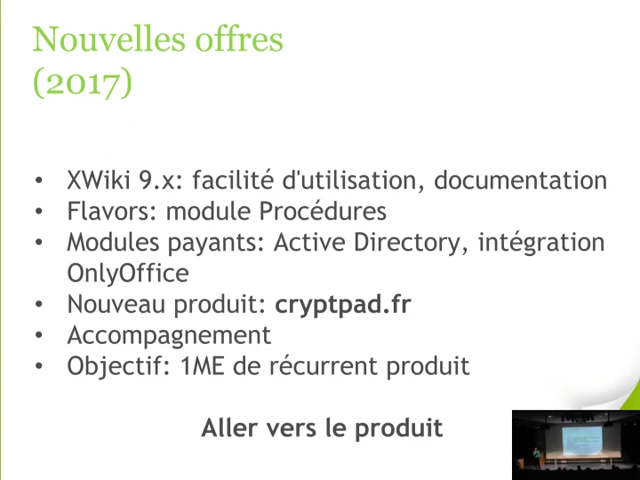 Nouvelles offres
(2017)
• XWiki 9.x: facilité d'utilisation, documentation
• Flavors: module Procédures
• Modules payants: Active Directory, intégration
OnlyOffice
• Nouveau produit: cryptpad.fr
• Accompagnement
• Objectif: 1ME de récurrent produit
Aller vers le produit